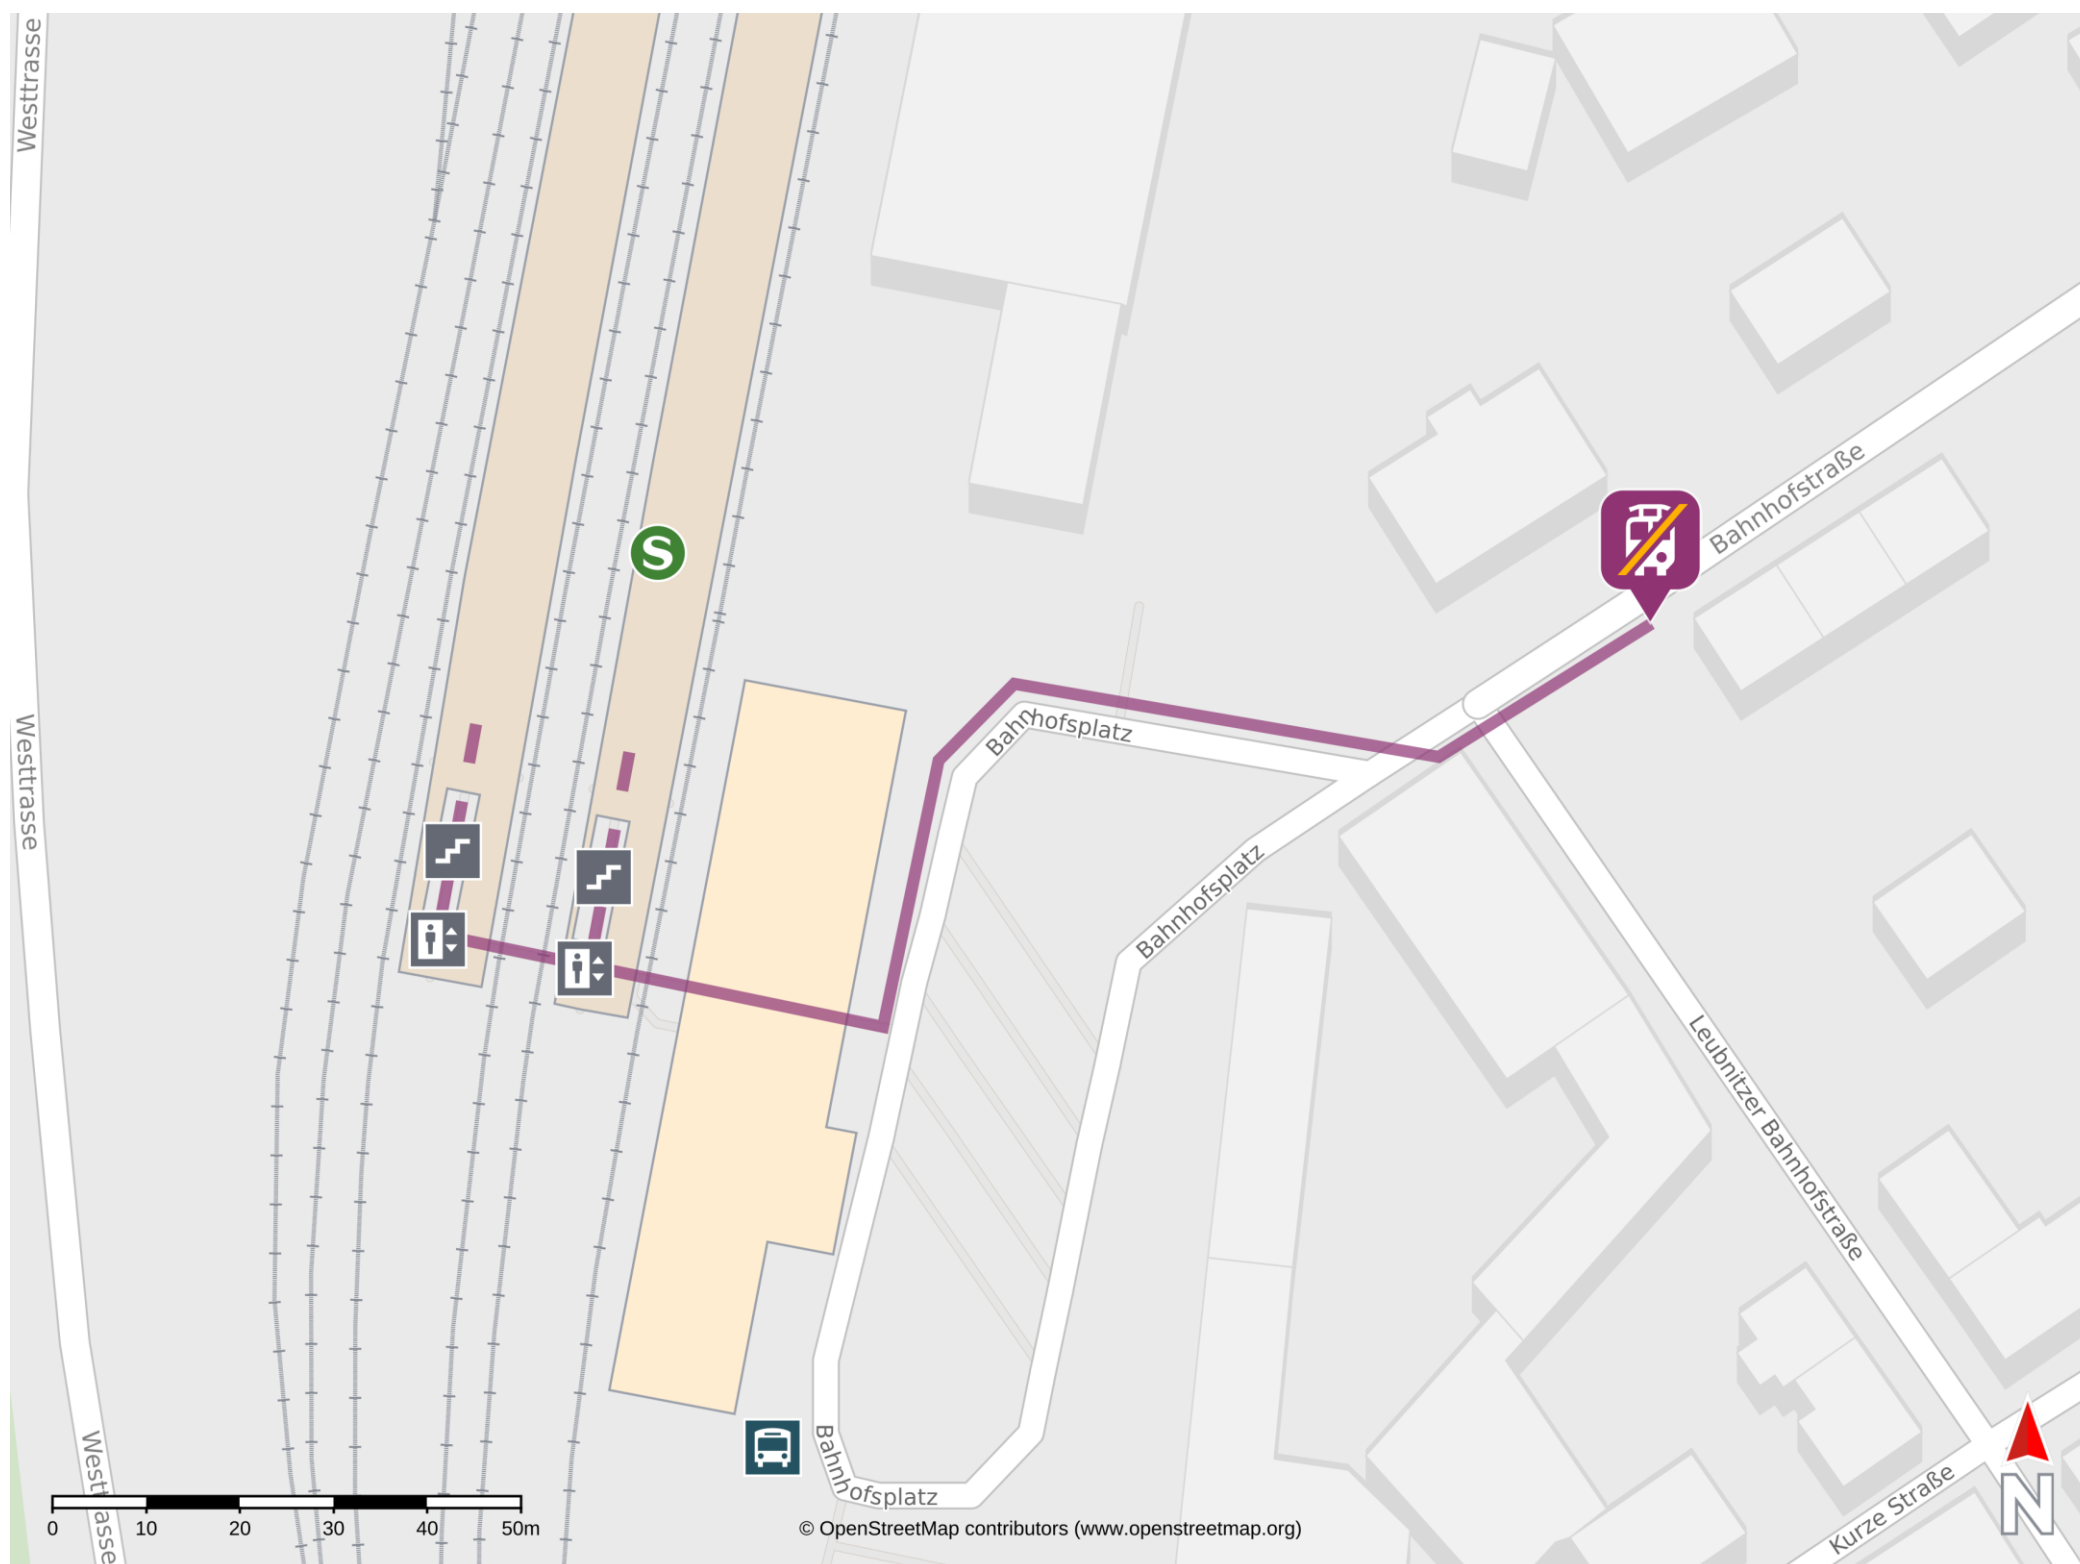 Westtrasse
Bahnhofstraße
S
Westtrasse
Bahnhofsplatz
Bahnhofsplatz
Leubnitzer Bahnhofstraße
Westtrasse
Bahnhofsplatz
Kurze Straße
N
0 10 20 30 40 50m
© OpenStreetMap contributors (www.openstreetmap.org)